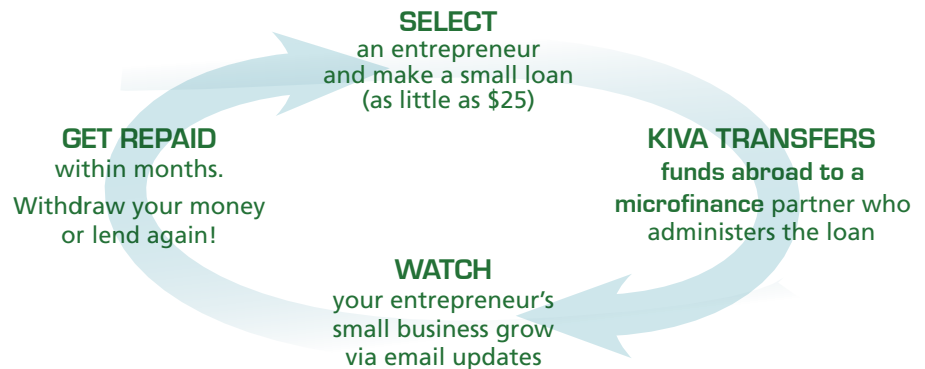 SELECT
an entrepreneur
and make a small loan
(as little as $25)
KIVA TRANSFERS
funds abroad to a
microfinance partner who
administers the loan
WATCH
your entrepreneur's
small business grow
via email updates
GET REPAID
within months.
Withdraw your money
or lend again!